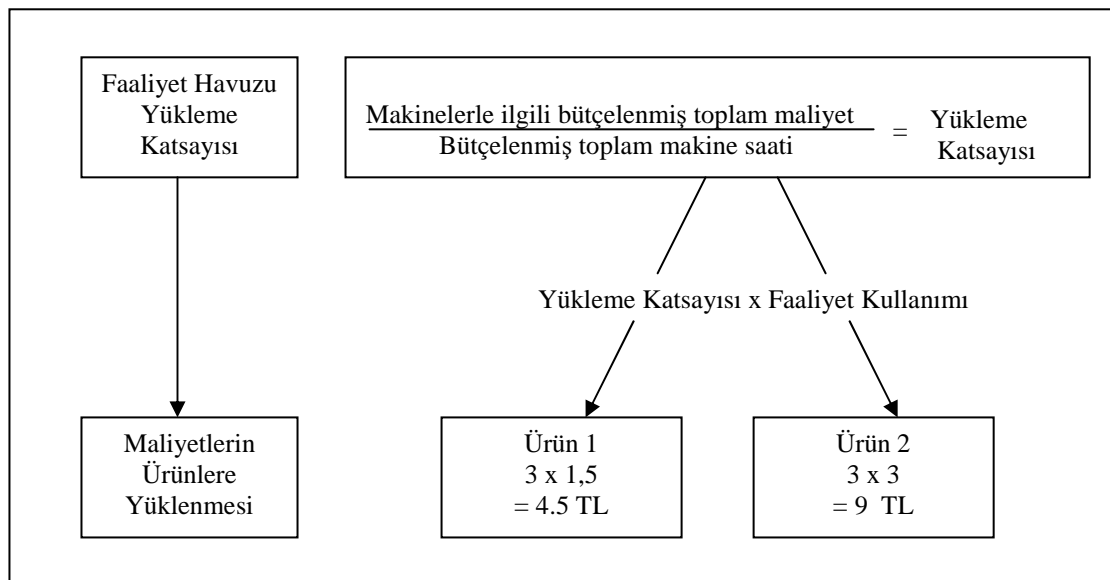 Faaliyet Havuzu
Yükleme
Katsayısı
Makinelerle ilgili bütçelenmiş toplam maliyet
Bütçelenmiş toplam makine saati
=
Yükleme
Katsayısı
Yükleme Katsayısı x Faaliyet Kullanımı
Maliyetlerin
Ürünlere
Yüklenmesi
Ürün 1
3 x 1,5
= 4.5 TL
Ürün 2
3 x 3
= 9 TL